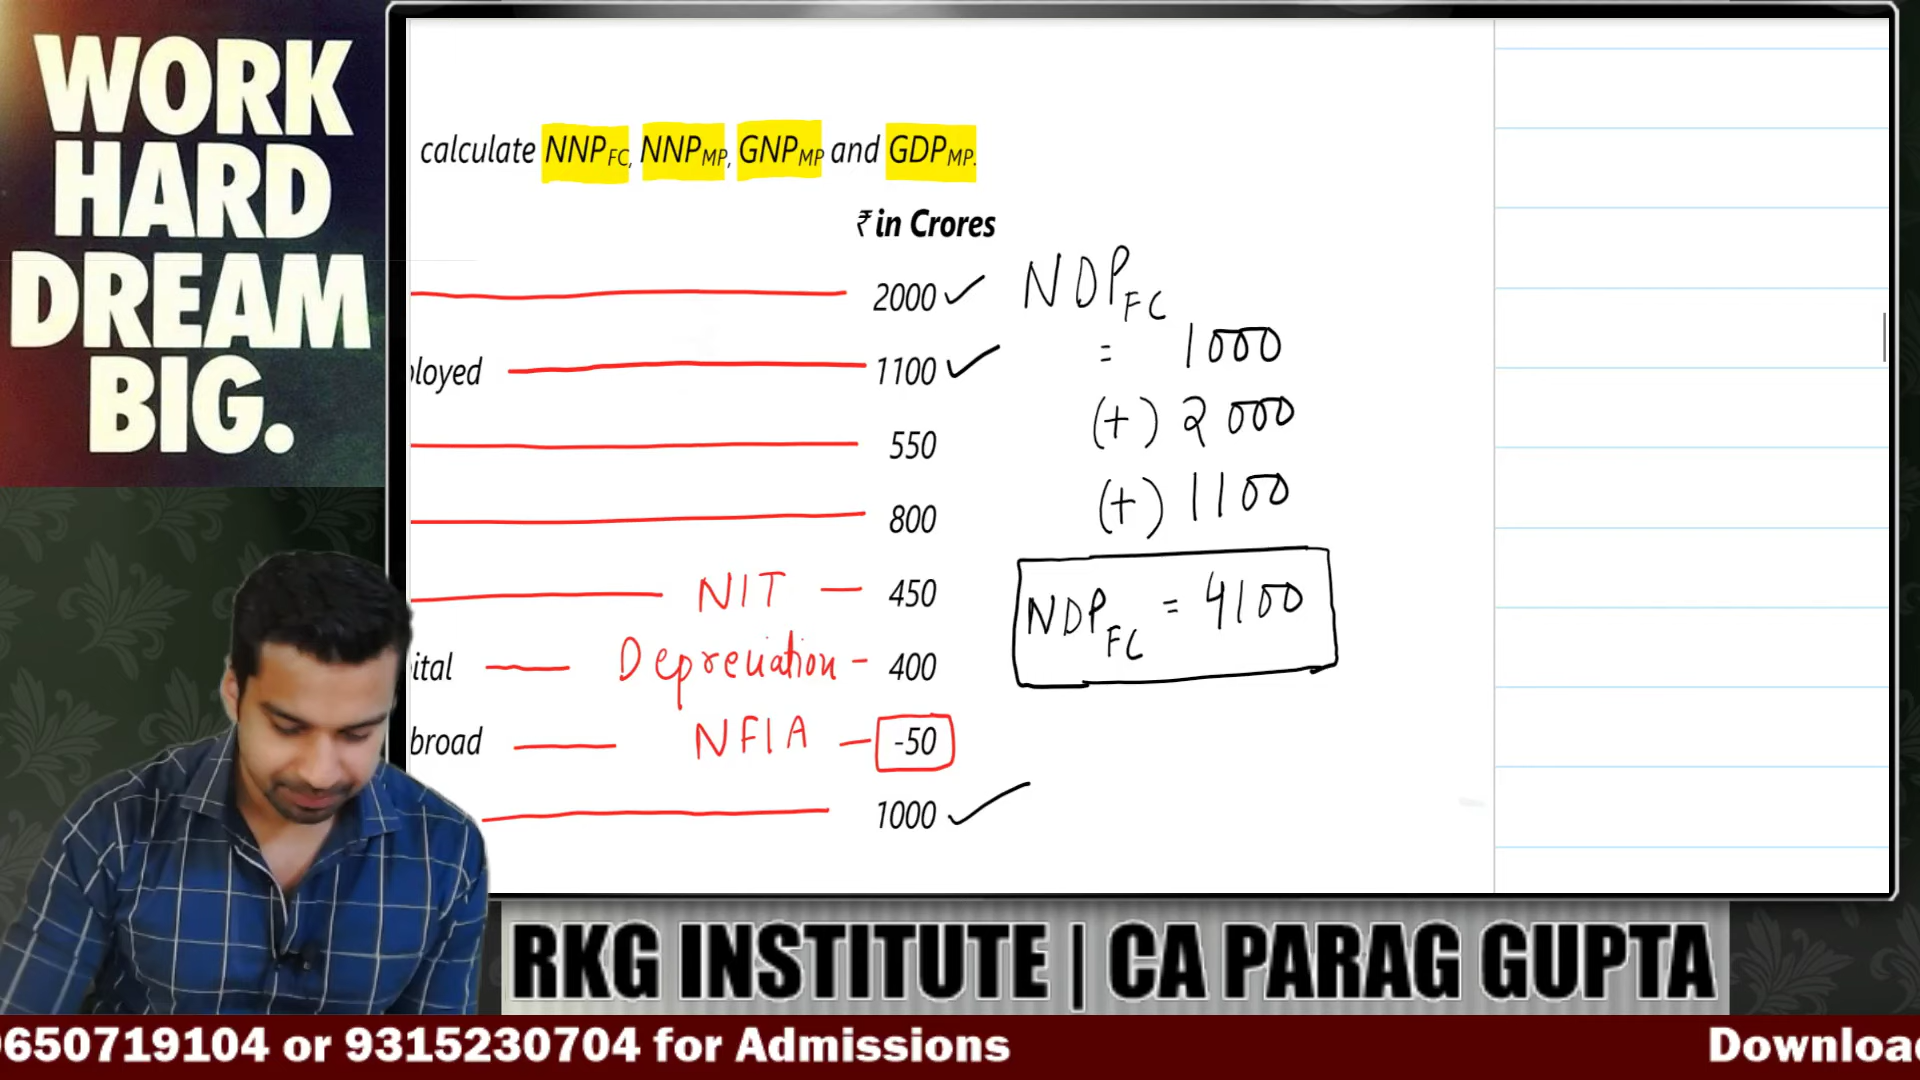 WORK
HARD
DREAM
BIG.
calculate NNPFC, NNPMP, GNPMP and GDPMP.
₹ in Crores
2000
ployed 1100
550
800
NIT 450
ital Depreciation 400
broad NFIA -50
1000
NDPFC
= 1000
(+) 2000
(+) 1100
NDPFC = 4100
RKG INSTITUTE | CA PARAG GUPTA
9650719104 or 9315230704 for Admissions
Downloa